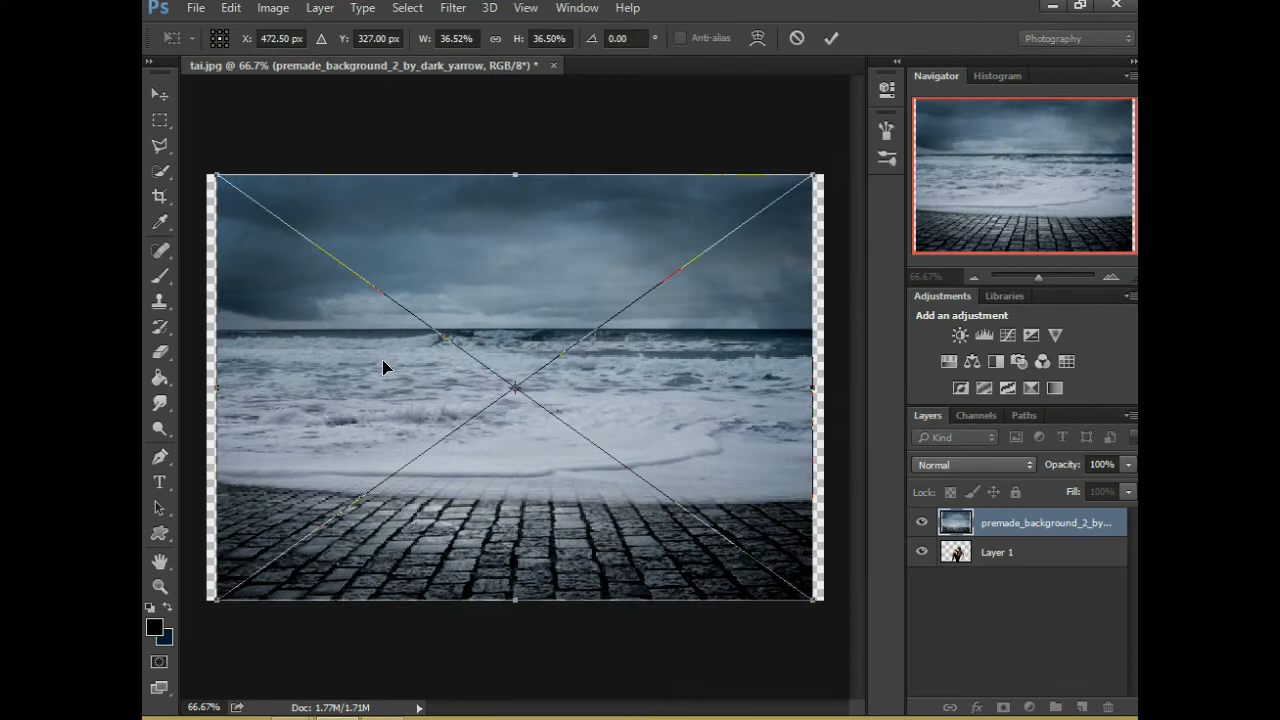 Ps File Edit Image Layer Type Select Filter 3D View Window Help
X: 472.50 px Y: 327.00 px W: 36.52% H: 36.50% 0.00 ° Anti-alias Photography
tai.jpg @ 66.7% (premade_background_2_by_dark_yarrow, RGB/8*) * ×
Navigator Histogram
66.67%
Adjustments Libraries
Add an adjustment
Layers Channels Paths
Kind
Normal Opacity: 100%
Lock: Fill: 100%
premade_background_2_by...
Layer 1
66.67% Doc: 1.77M/1.71M